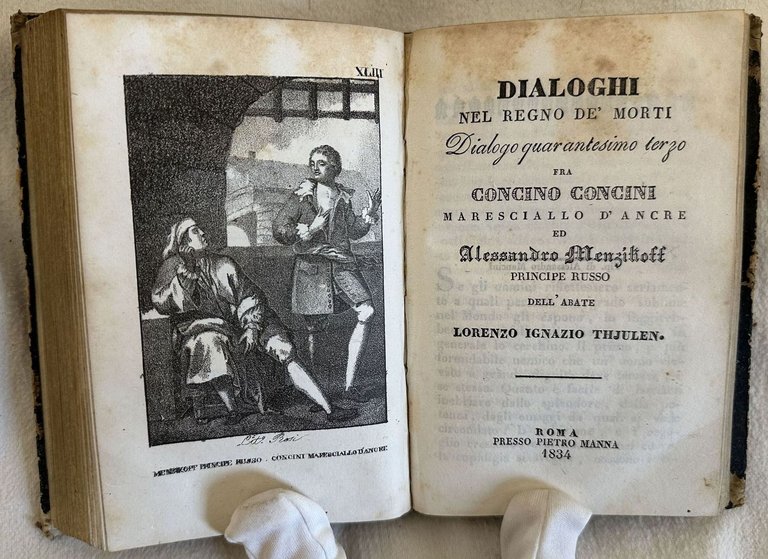 XLIII
Lit.ª Rosi
MENZIKOFF PRINCIPE RUSSO . CONCINI MARESCIALLO D'ANCRE
DIALOGHI
NEL REGNO DE' MORTI
Dialogo quarantesimo terzo
FRA
CONCINO CONCINI
MARESCIALLO D' ANCRE
ED
Alessandro Menzikoff
PRINCIPE RUSSO
DELL' ABATE
LORENZO IGNAZIO THJULEN.
ROMA
PRESSO PIETRO MANNA
1834